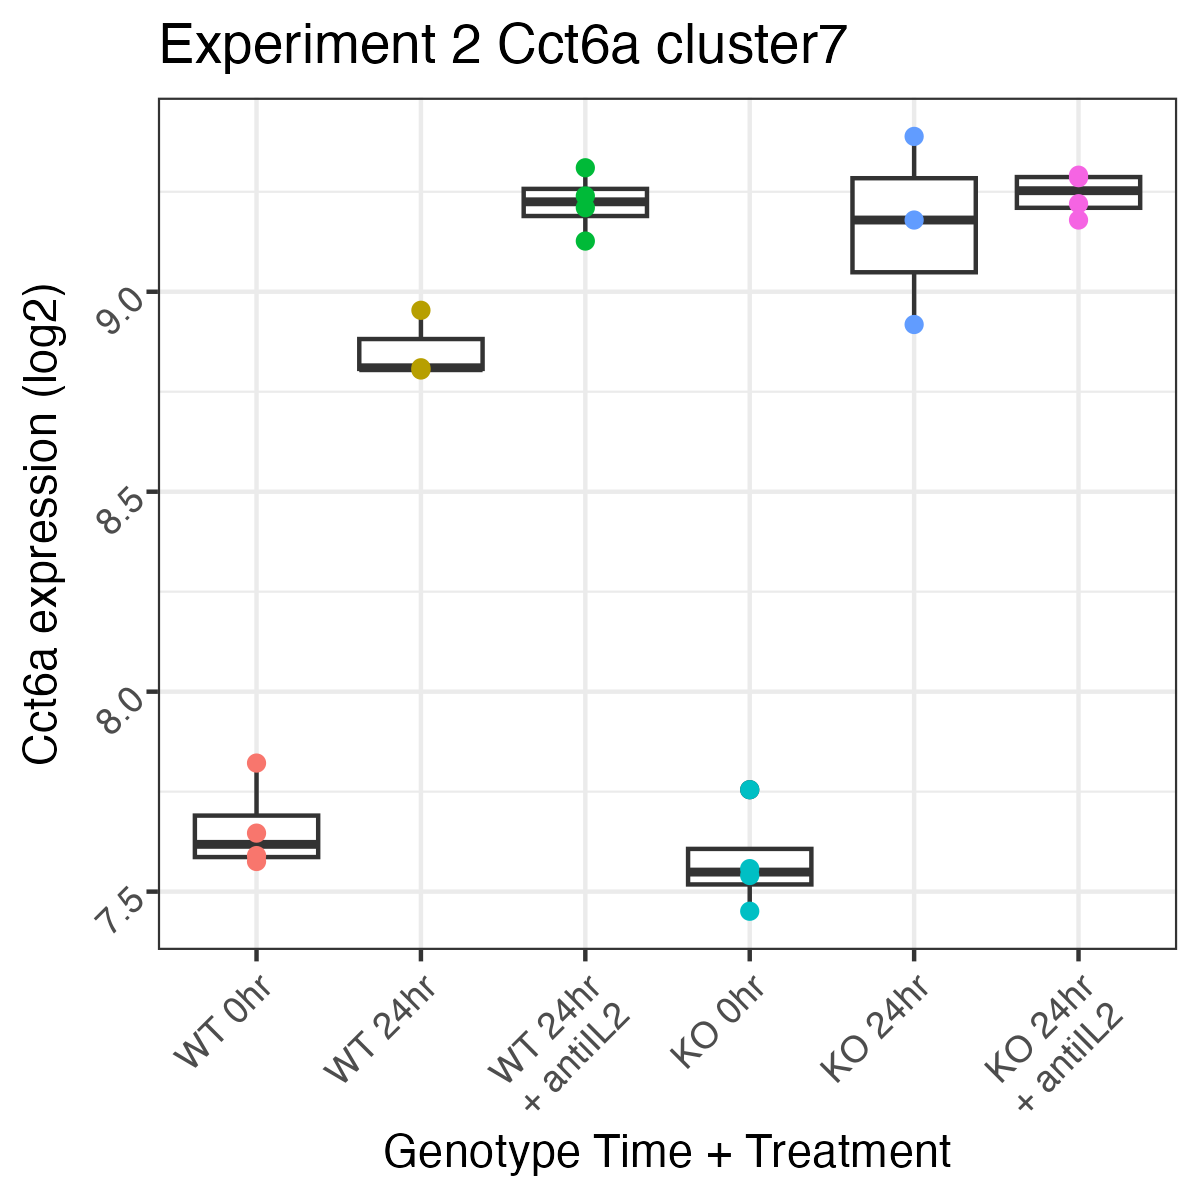 Experiment 2 Cct6a cluster7
Cct6a expression (log2)
9.0
8.5
8.0
7.5
WT 0hr
WT 24hr
WT 24hr
+ antiIL2
KO 0hr
KO 24hr
KO 24hr
+ antiIL2
Genotype Time + Treatment